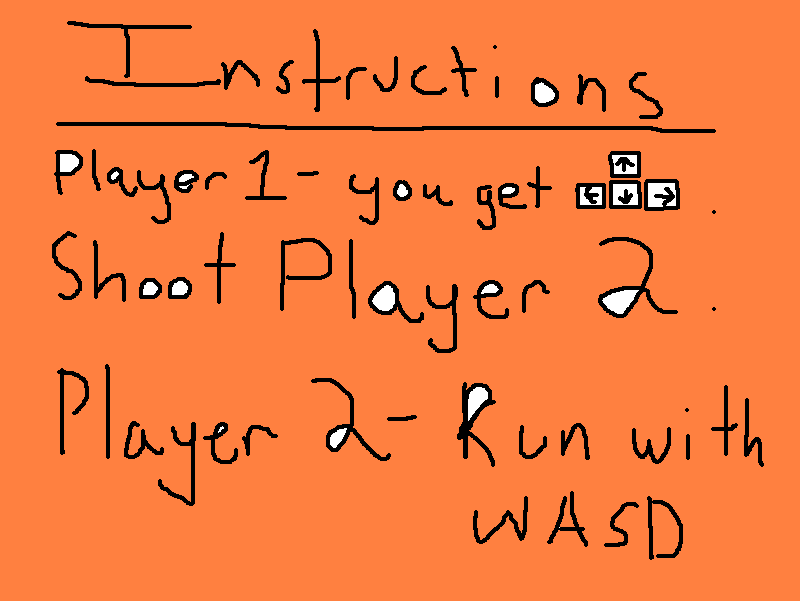 Instructions
Player 1- you get ↑ ← ↓ → .
Shoot Player 2 .
Player 2- Run with
WASD